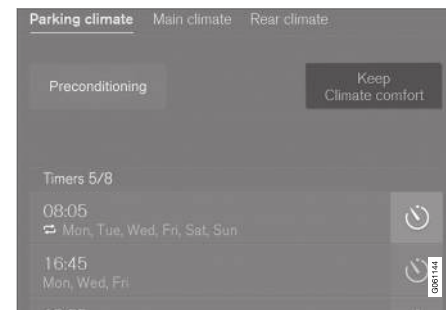 Parking climate Main climate Rear climate
Preconditioning
Keep
Climate comfort
Timers 5/8
08:05
Mon, Tue, Wed, Fri, Sat, Sun
16:45
Mon, Wed, Fri
G061144